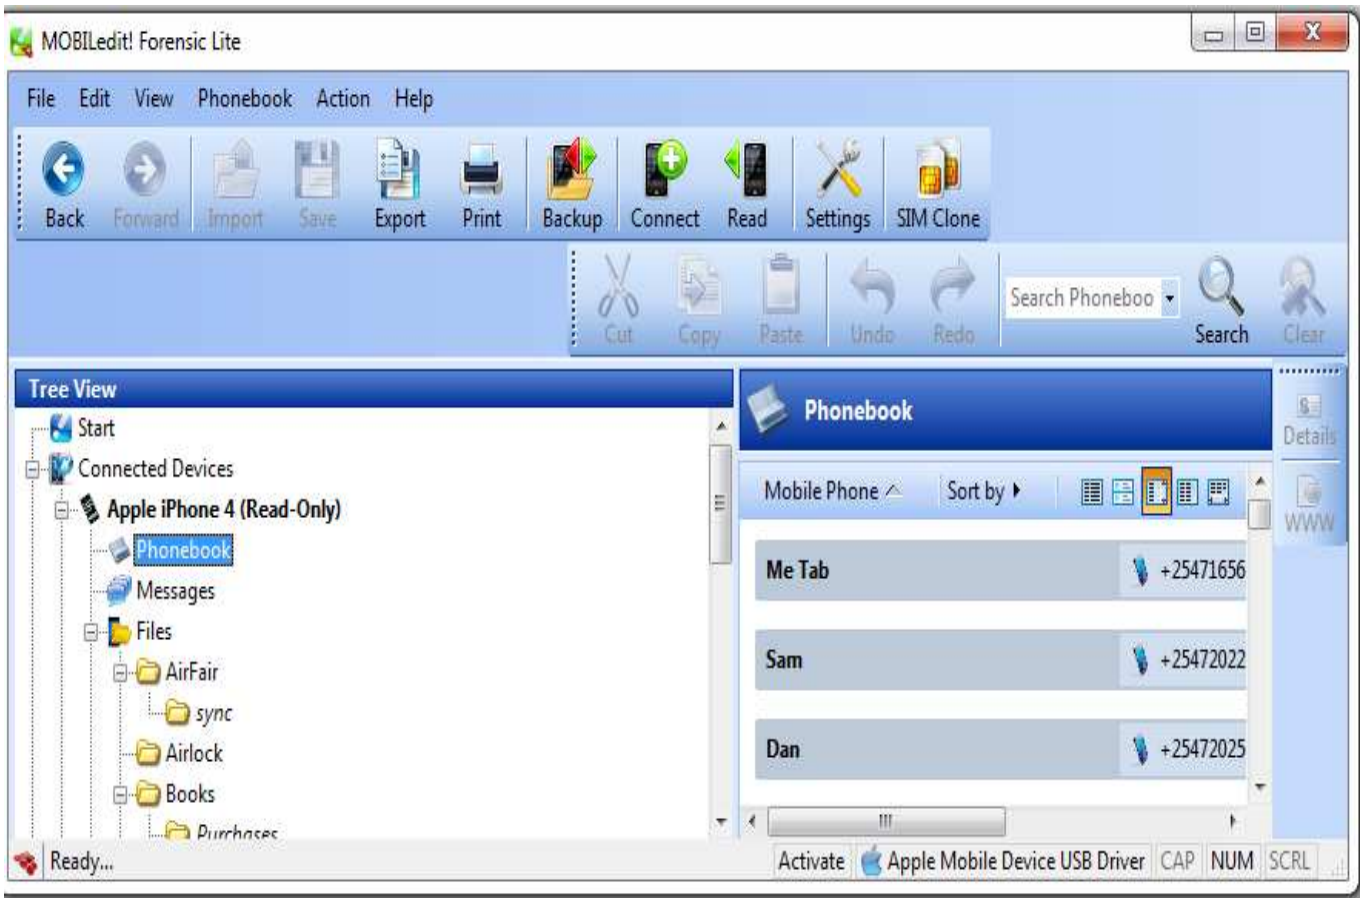 MOBILedit! Forensic Lite
File Edit View Phonebook Action Help
Back Forward Import Save Export Print Backup Connect Read Settings SIM Clone
Cut Copy Paste Undo Redo Search Phoneboo Search Clear
Tree View
Start
Connected Devices
Apple iPhone 4 (Read-Only)
Phonebook
Messages
Files
AirFair
sync
Airlock
Books
Purchases
Phonebook
Mobile Phone Sort by
Me Tab +25471656
Sam +25472022
Dan +25472025
Details
WWW
Ready... Activate Apple Mobile Device USB Driver CAP NUM SCRL